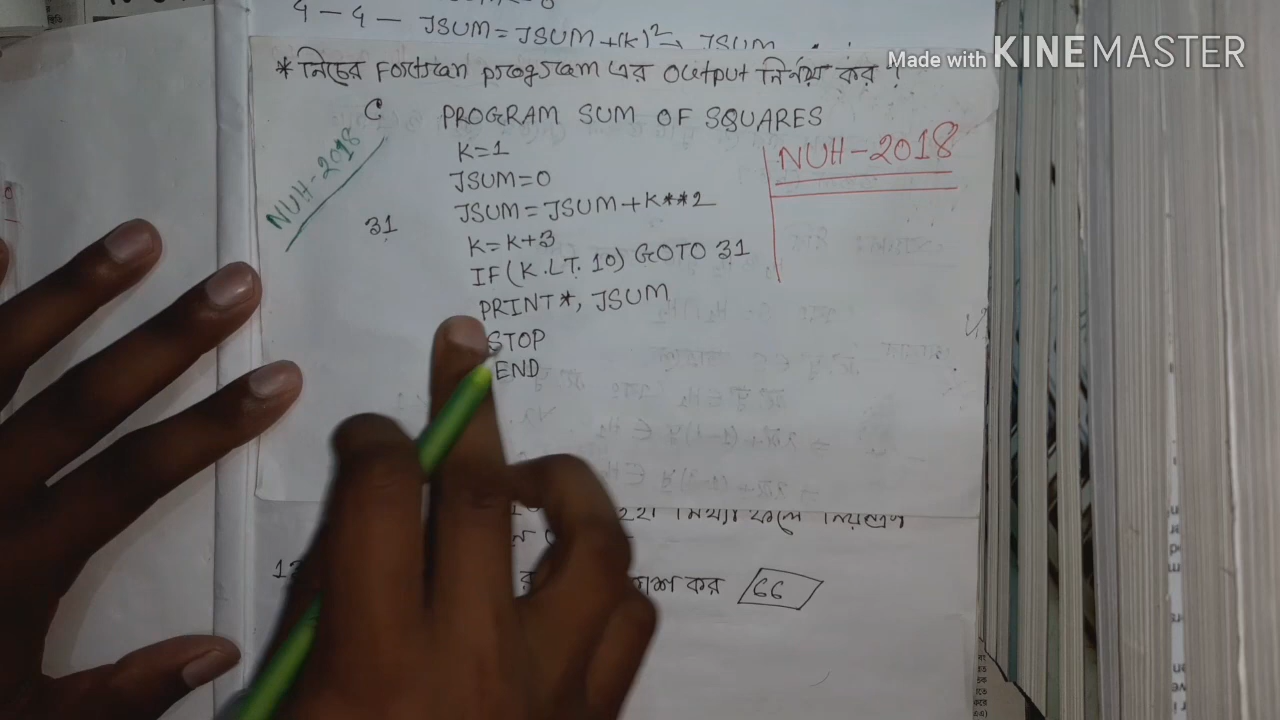 4 - 4 - JSUM = JSUM +(k)² → JSUM
Made with KINEMASTER
* নিচের Fortran program এর output নির্ণয় কর ?
C PROGRAM SUM OF SQUARES
NUH-2018
K=1
NUH-2018
JSUM=0
JSUM=JSUM+K**2
31
K=K+3
IF(K.LT.10) GOTO 31
PRINT*, JSUM
STOP
END
কর 66